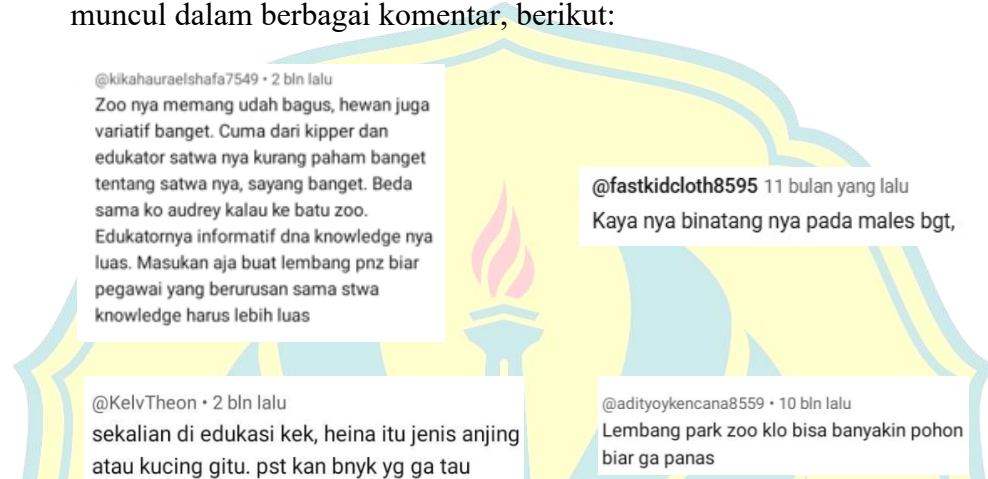 muncul dalam berbagai komentar, berikut:
@kikahauraelshafa7549 • 2 bln lalu
Zoo nya memang udah bagus, hewan juga
variatif banget. Cuma dari kipper dan
edukator satwa nya kurang paham banget
tentang satwa nya, sayang banget. Beda
sama ko audrey kalau ke batu zoo.
Edukatornya informatif dna knowledge nya
luas. Masukan aja buat lembang pnz biar
pegawai yang berurusan sama stwa
knowledge harus lebih luas
@fastkidcloth8595 11 bulan yang lalu
Kaya nya binatang nya pada males bgt,
@KelvTheon • 2 bln lalu
sekalian di edukasi kek, heina itu jenis anjing
atau kucing gitu. pst kan bnyk yg ga tau
@adityoykencana8559 • 10 bln lalu
Lembang park zoo klo bisa banyakin pohon
biar ga panas